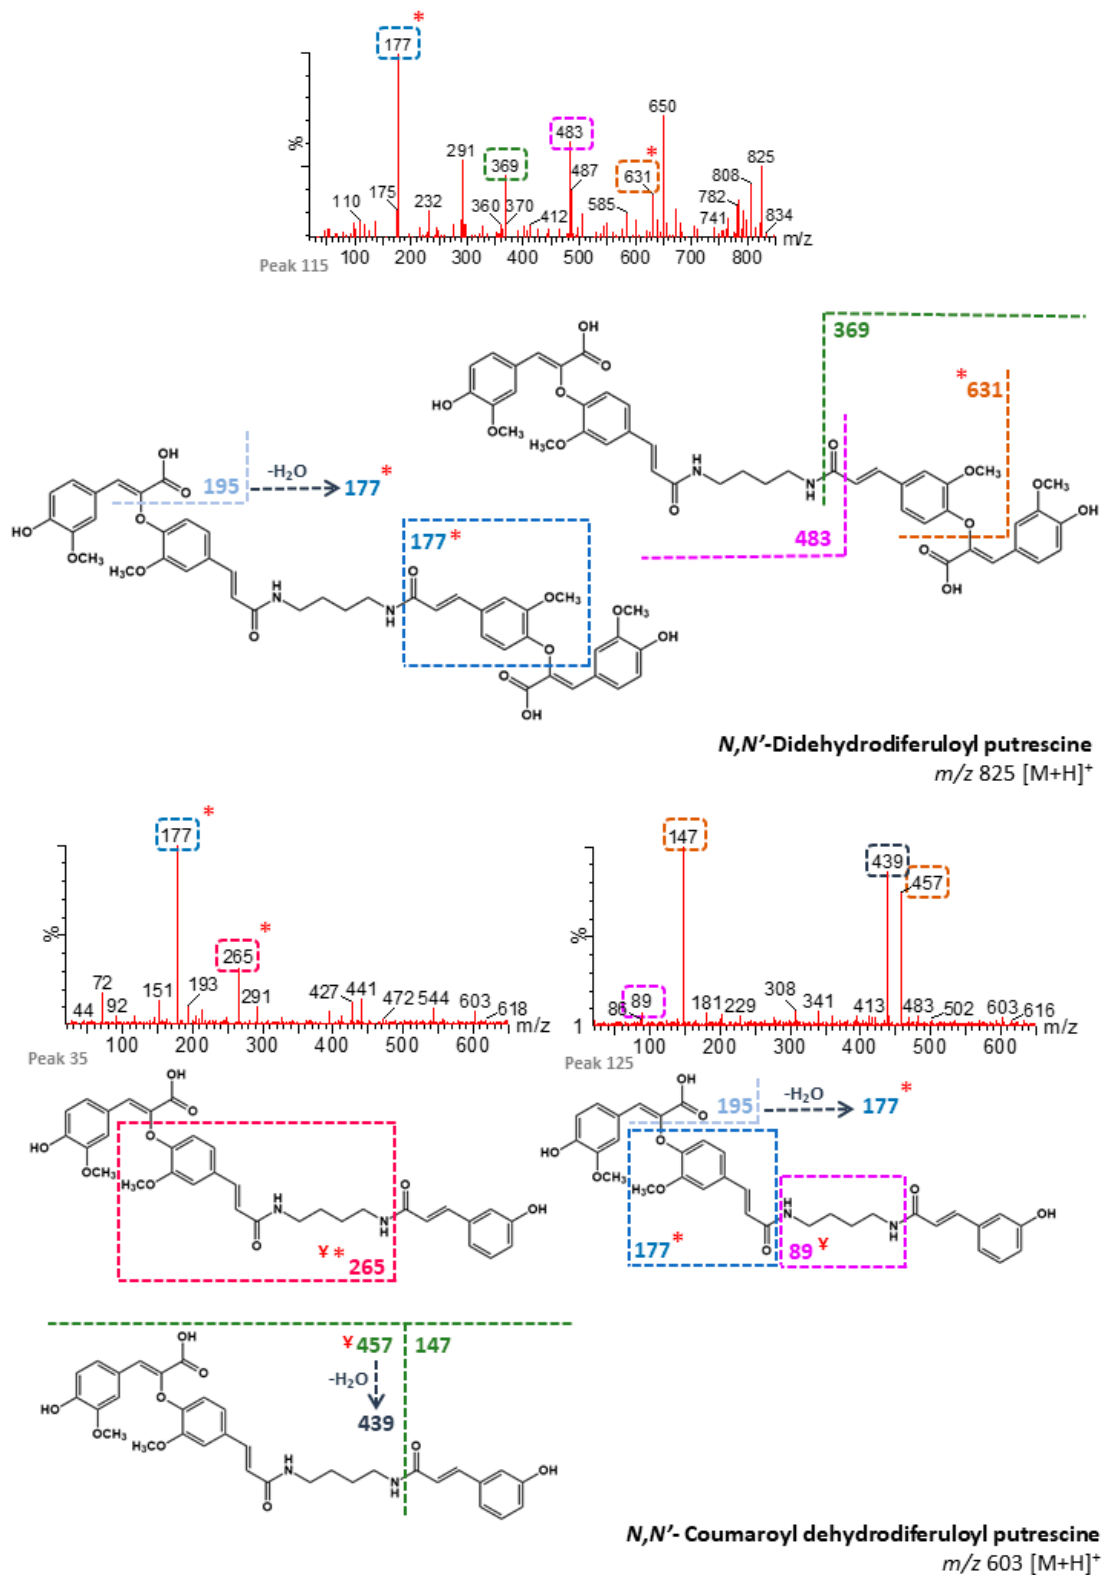 177 *
%
650
483
291
369
487
*
631
825
808
175
110
232
360
370
412
585
782
741
834
100 200 300 400 500 600 700 800 m/z
Peak 115
OH
O
O
HO
OCH₃
H₃CO
H
N
O
O
N
H
369
* 631
OCH₃
OCH₃
OH
O
O
OH
483
OH
O
195 -H₂O 177 *
HO
O
OCH₃
H₃CO
H
N
O
177 *
O
N
H
OCH₃
OCH₃
OH
O
O
OH
N,N’-Didehydrodiferuloyl putrescine
m/z 825 [M+H]⁺
177 *
%
265 *
72
44
92
151
193
291
427
441
472
544
603
618
100 200 300 400 500 600 m/z
Peak 35
147
%
439
457
1
86
89
181
229
308
341
413
483
502
603
616
100 200 300 400 500 600 m/z
Peak 125
OH
O
O
HO
OCH₃
H₃CO
H
N
O
O
N
H
OH
¥ * 265
OH
O
195 -H₂O 177 *
O
HO
OCH₃
H₃CO
H
N
O
O
N
H
OH
177 *
89 ¥
OH
O
O
HO
OCH₃
H₃CO
¥ 457 147
-H₂O
439
H
N
O
O
N
H
OH
N,N’- Coumaroyl dehydrodiferuloyl putrescine
m/z 603 [M+H]⁺